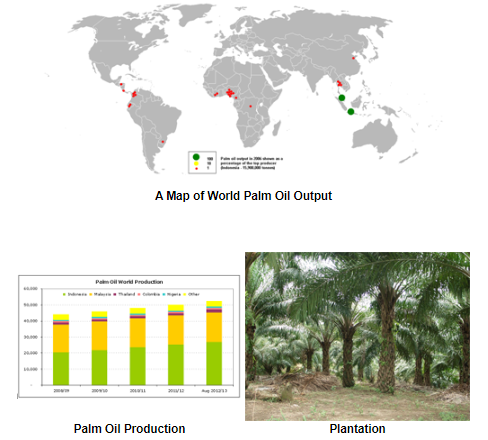 100 Palm oil output in 2006 shown as a
10 percentage of the top producer
1 (Indonesia - 15,900,000 tonnes)
A Map of World Palm Oil Output
Palm Oil World Production
Indonesia Malaysia Thailand Colombia Nigeria Other
60,000
50,000
40,000
30,000
20,000
10,000
-
2008/09 2009/10 2010/11 2011/12 Aug 2012/13
Palm Oil Production
Plantation